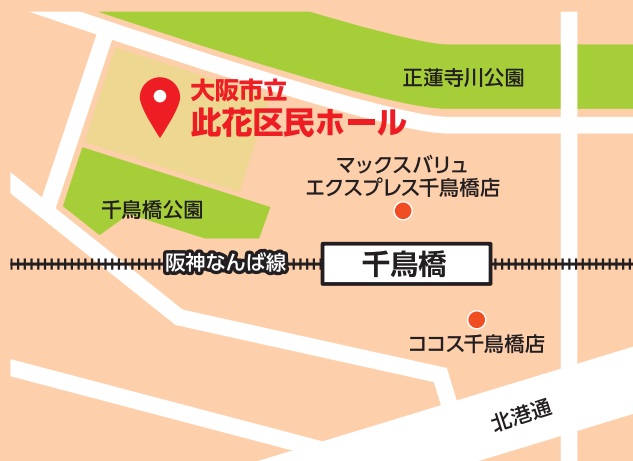 正蓮寺川公園
大阪市立
此花区民ホール
マックスバリュ
エクスプレス千鳥橋店
千鳥橋公園
阪神なんば線
千鳥橋
ココス千鳥橋店
北港通